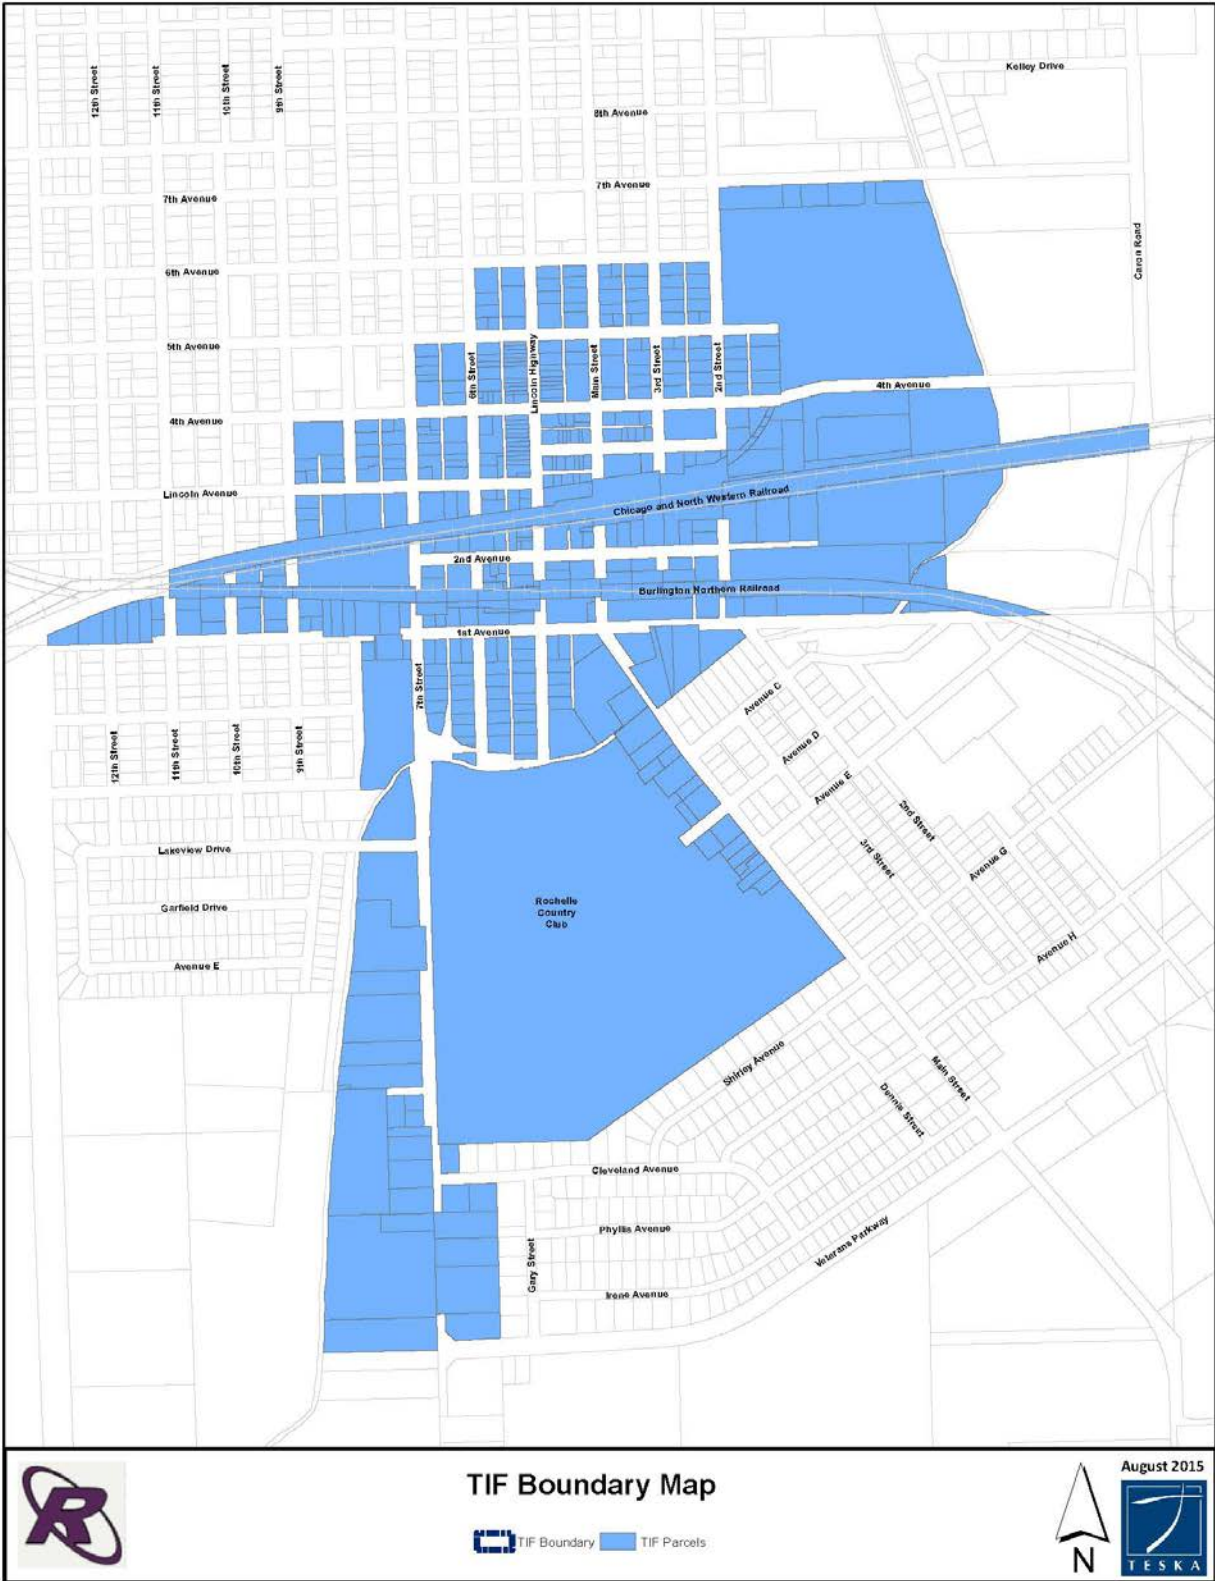 Kelley Drive
12th Street
11th Street
10th Street
9th Street
8th Avenue
7th Avenue
7th Avenue
Caron Road
6th Avenue
5th Avenue
6th Street
Lincoln Highway
Main Street
3rd Street
2nd Street
4th Avenue
4th Avenue
Lincoln Avenue
Chicago and North Western Railroad
2nd Avenue
Burlington Northern Railroad
1st Avenue
7th Street
Avenue C
12th Street
11th Street
10th Street
9th Street
Avenue D
Avenue E
2nd Street
3rd Street
Avenue G
Lakeview Drive
Garfield Drive
Rochelle
Country
Club
Avenue H
Avenue E
Shirley Avenue
Main Street
Dennis Street
Cleveland Avenue
Phyllis Avenue
Veterans Parkway
Gary Street
Irene Avenue
R
TIF Boundary Map
TIF Boundary
TIF Parcels
N
August 2015
TESKA